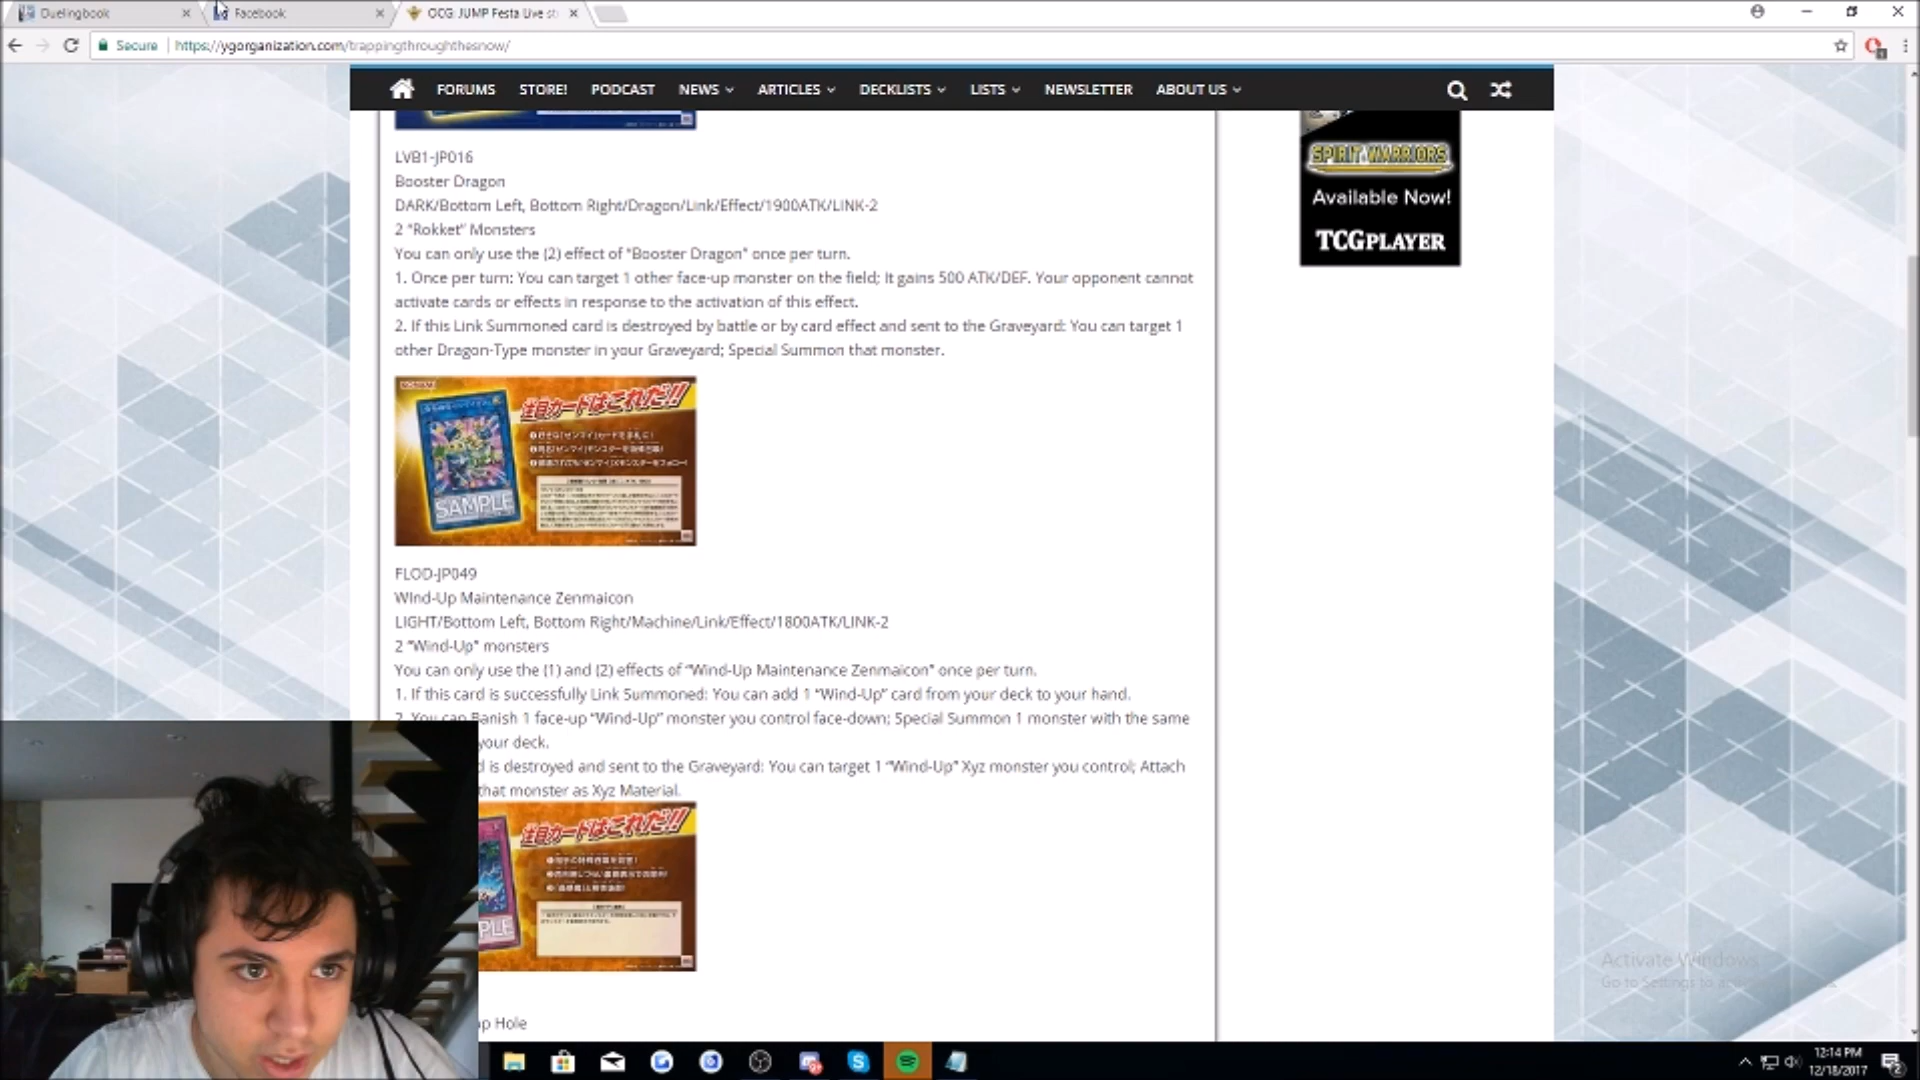 Duelingbook
Facebook
OCG: JUMP Festa Live st
Secure
https://ygorganization.com/trappingthroughthesnow/
FORUMS STORE! PODCAST NEWS ARTICLES DECKLISTS LISTS NEWSLETTER ABOUT US
SPIRIT WARRIORS
Available Now!
TCGPLAYER
LVB1-JP016
Booster Dragon
DARK/Bottom Left, Bottom Right/Dragon/Link/Effect/1900ATK/LINK-2
2 "Rokket" Monsters
You can only use the (2) effect of "Booster Dragon" once per turn.
1. Once per turn: You can target 1 other face-up monster on the field; It gains 500 ATK/DEF. Your opponent cannot
activate cards or effects in response to the activation of this effect.
2. If this Link Summoned card is destroyed by battle or by card effect and sent to the Graveyard: You can target 1
other Dragon-Type monster in your Graveyard; Special Summon that monster.
注目カードはこれだ!!
SAMPLE
FLOD-JP049
WInd-Up Maintenance Zenmaicon
LIGHT/Bottom Left, Bottom Right/Machine/Link/Effect/1800ATK/LINK-2
2 "Wind-Up" monsters
You can only use the (1) and (2) effects of "Wind-Up Maintenance Zenmaicon" once per turn.
1. If this card is successfully Link Summoned: You can add 1 "Wind-Up" card from your deck to your hand.
2. You can Banish 1 face-up "Wind-Up" monster you control face-down; Special Summon 1 monster with the same
your deck.
d is destroyed and sent to the Graveyard: You can target 1 "Wind-Up" Xyz monster you control; Attach
that monster as Xyz Material.
注目カードはこれだ!!
PLE
ap Hole
Activate Windows
Go to Settings to a
12:14 PM
12/18/2017